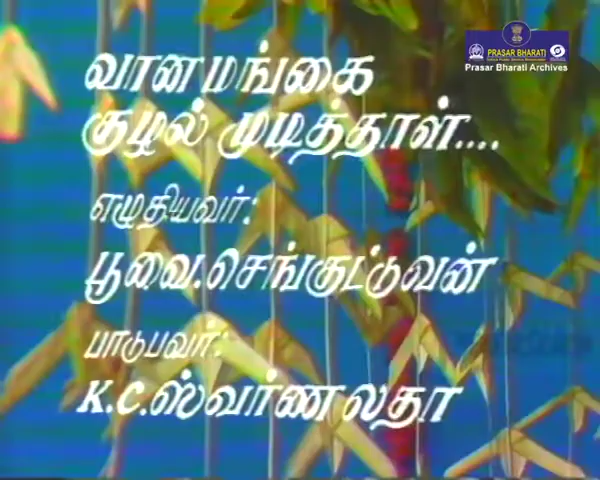 PRASAR BHARATI
Prasar Bharati Archives
வானமங்கை
குழல் முடித்தாள்....
எழுதியவர்:
பூவை.செங்குட்டுவன்
பாடுபவர்:
K.C.ஸ்வர்ணலதா